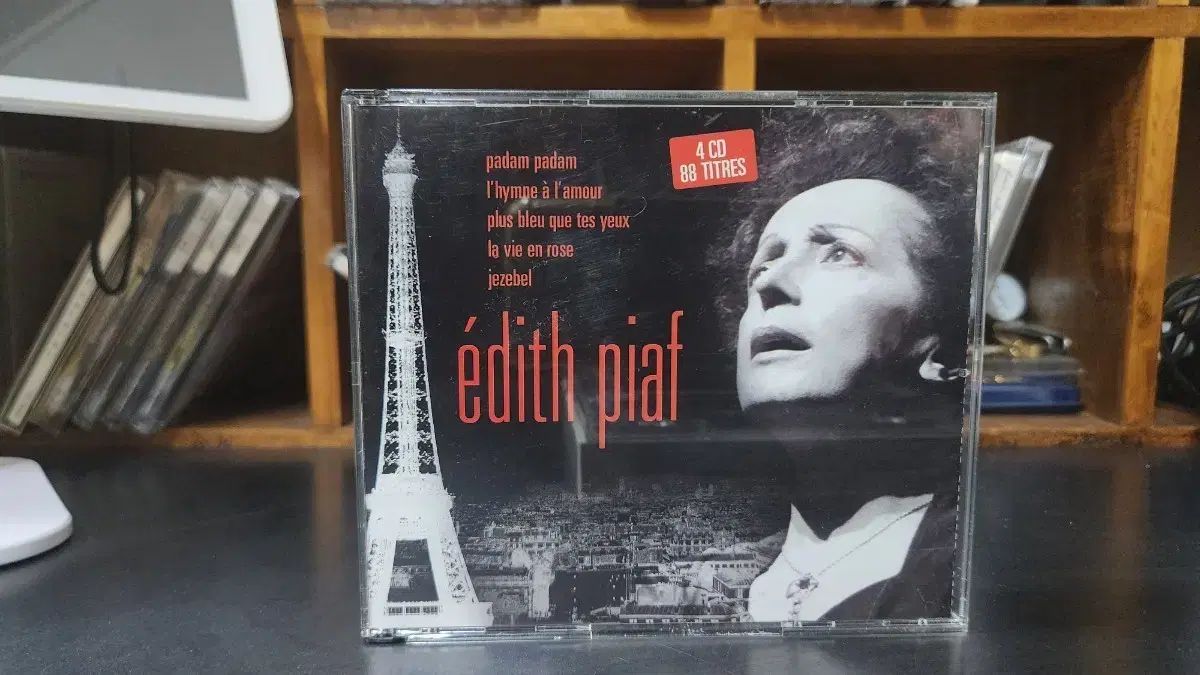 4 CD
88 TITRES
padam padam
l'hymne à l'amour
plus bleu que tes yeux
la vie en rose
jezebel
édith piaf